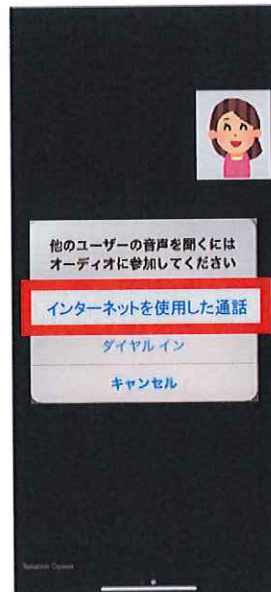 他のユーザーの音声を聞くには
オーディオに参加してください
インターネットを使用した通話
ダイヤル イン
キャンセル